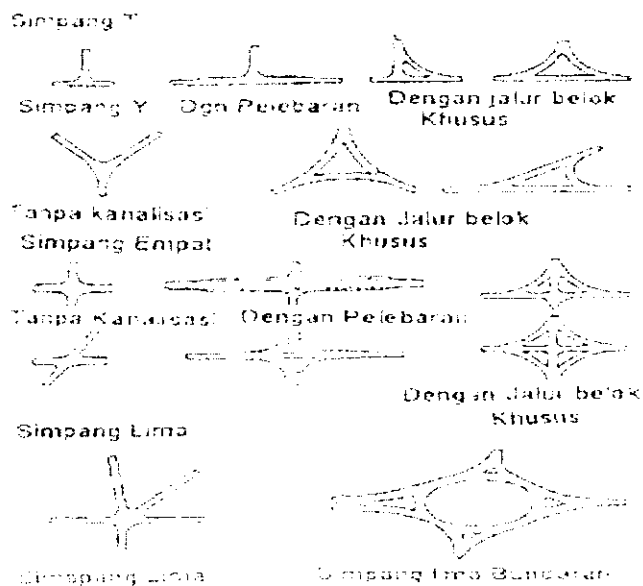 Simpang T
Simpang Y Dgn Pelebaran Dengan jalur belok
Khusus
Tanpa kanalisasi Dengan Jalur belok
Khusus
Simpang Empat
Tanpa Kanalisasi Dengan Pelebaran
Dengan Jalur belok
Khusus
Simpang Lima
Simspang Lima Simpang lima Bundaran